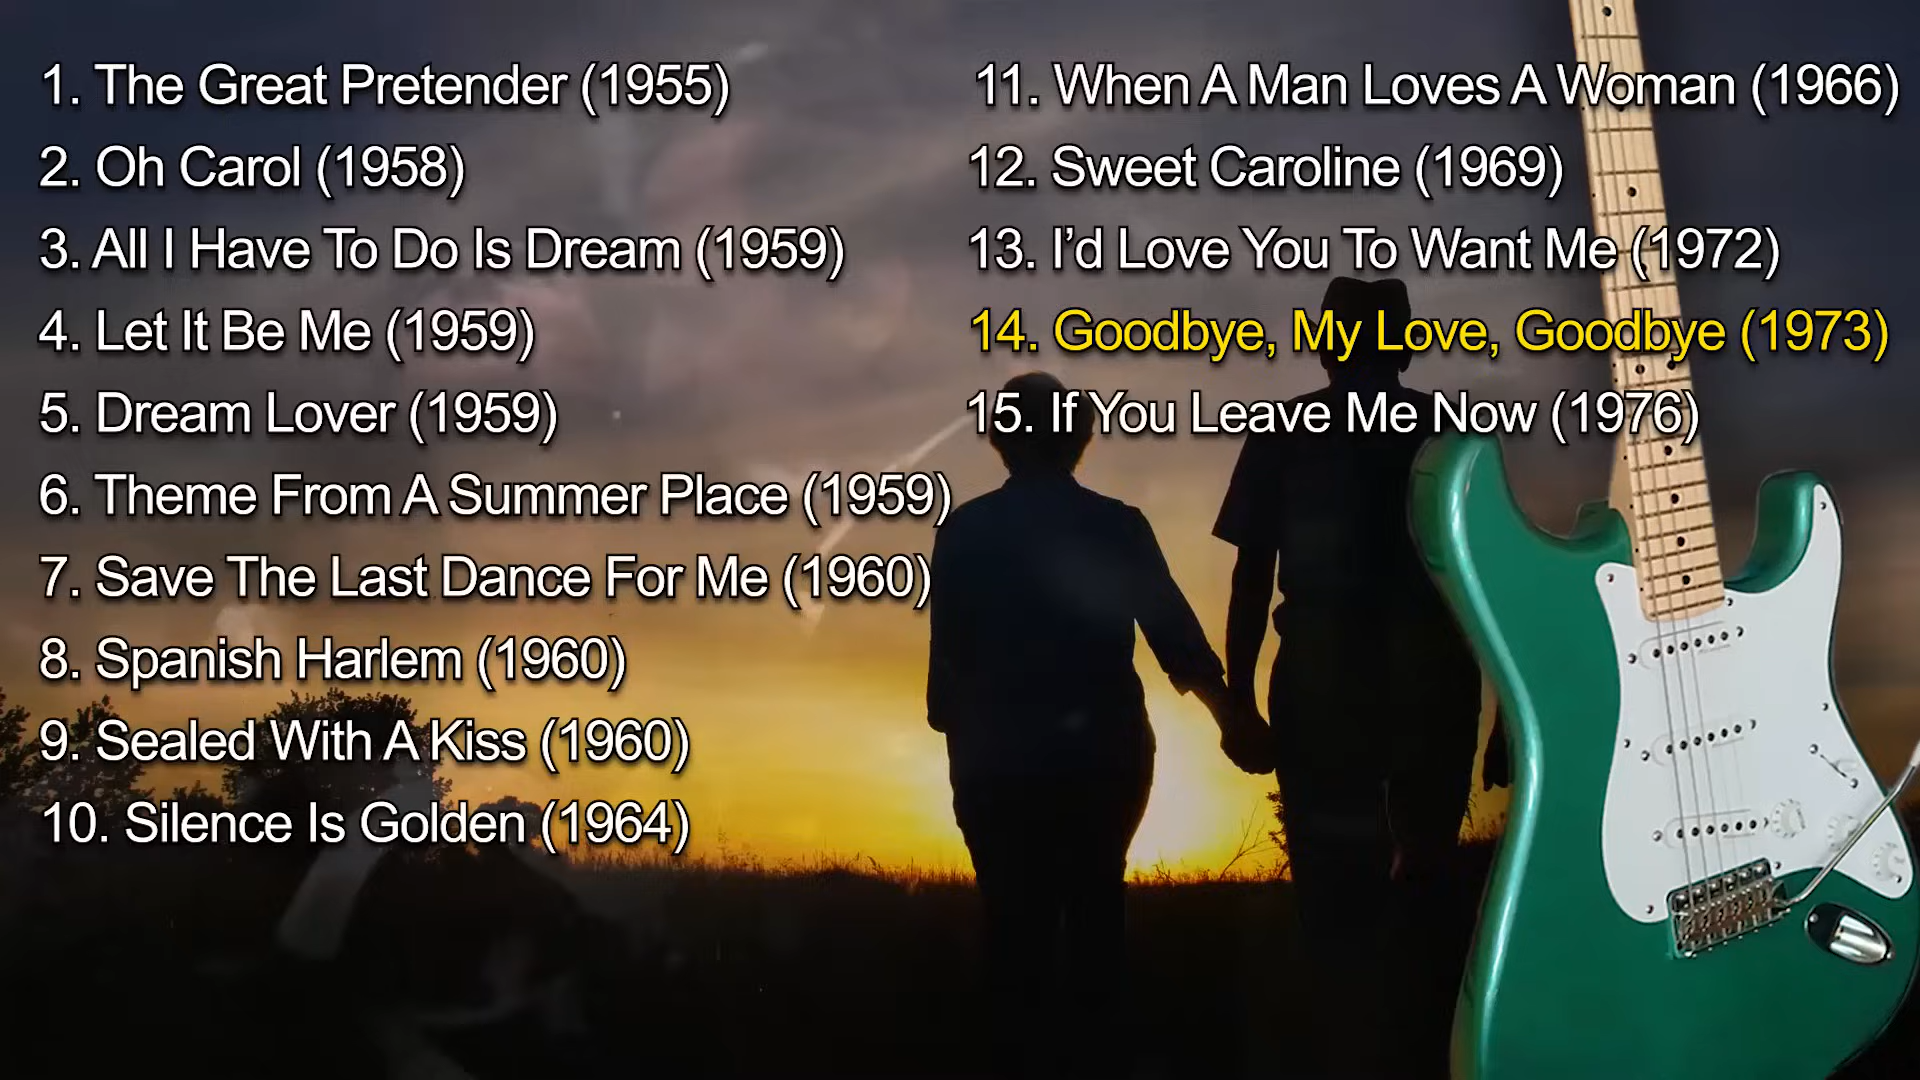 1. The Great Pretender (1955)
2. Oh Carol (1958)
3. All I Have To Do Is Dream (1959)
4. Let It Be Me (1959)
5. Dream Lover (1959)
6. Theme From A Summer Place (1959)
7. Save The Last Dance For Me (1960)
8. Spanish Harlem (1960)
9. Sealed With A Kiss (1960)
10. Silence Is Golden (1964)
11. When A Man Loves A Woman (1966)
12. Sweet Caroline (1969)
13. I’d Love You To Want Me (1972)
14. Goodbye, My Love, Goodbye (1973)
15. If You Leave Me Now (1976)